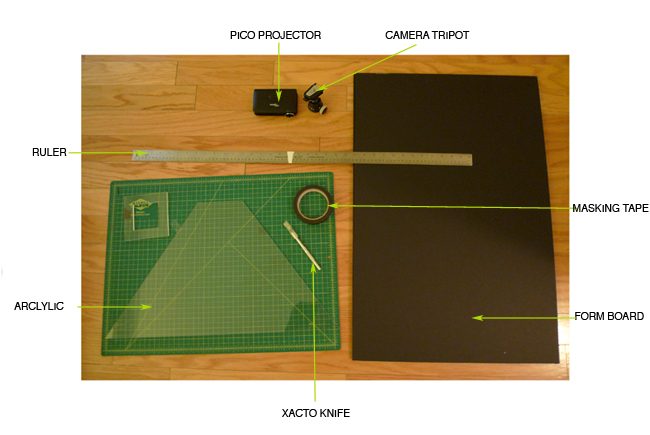 PiCO PROJECTOR
CAMERA TRiPOT
RULER
MASKING TAPE
ARCLYLiC
FORM BOARD
XACTO KNiFE